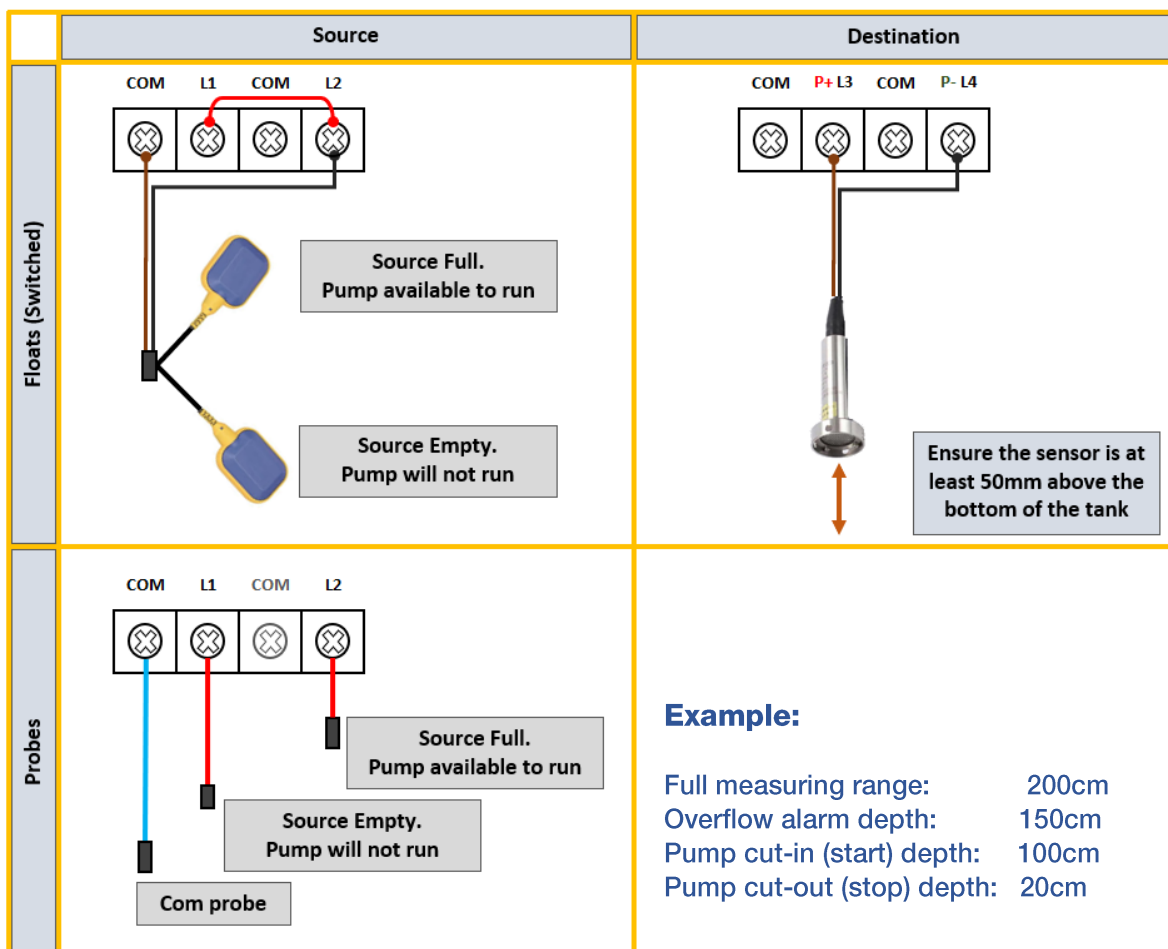 Source
Destination
Floats (Switched)
COM L1 COM L2
Source Full.
Pump available to run
Source Empty.
Pump will not run
COM P+ L3 COM P- L4
Ensure the sensor is at
least 50mm above the
bottom of the tank
Probes
COM L1 COM L2
Source Full.
Pump available to run
Source Empty.
Pump will not run
Com probe
Example:
Full measuring range: 200cm
Overflow alarm depth: 150cm
Pump cut-in (start) depth: 100cm
Pump cut-out (stop) depth: 20cm